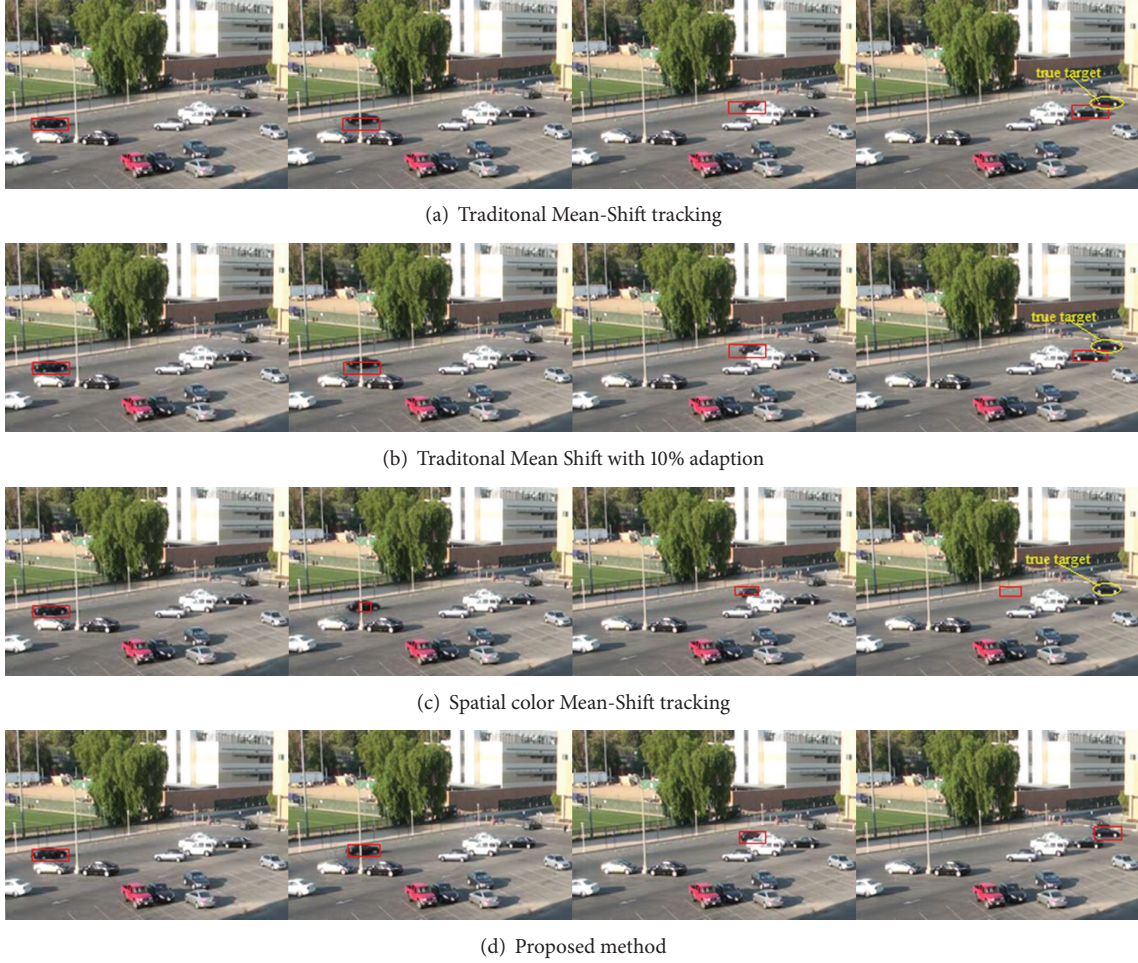 true target
(a) Traditonal Mean-Shift tracking
true target
(b) Traditonal Mean Shift with 10% adaption
true target
(c) Spatial color Mean-Shift tracking
(d) Proposed method